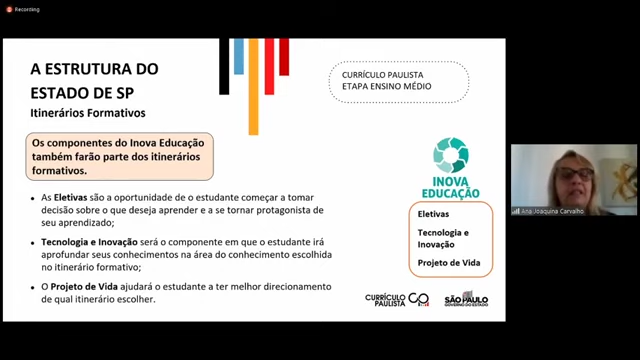 Recording
A ESTRUTURA DO
ESTADO DE SP
Itinerários Formativos
CURRÍCULO PAULISTA
ETAPA ENSINO MÉDIO
Os componentes do Inova Educação
também farão parte dos itinerários
formativos.
• As Eletivas são a oportunidade de o estudante começar a tomar
decisão sobre o que deseja aprender e a se tornar protagonista de
seu aprendizado;
• Tecnologia e Inovação será o componente em que o estudante irá
aprofundar seus conhecimentos na área do conhecimento escolhida
no itinerário formativo;
• O Projeto de Vida ajudará o estudante a ter melhor direcionamento
de qual itinerário escolher.
INOVA
EDUCAÇÃO
Eletivas
Tecnologia e
Inovação
Projeto de Vida
CURRÍCULO
PAULISTA
SÃO PAULO
GOVERNO DO ESTADO
Ana Joaquina Carvalho